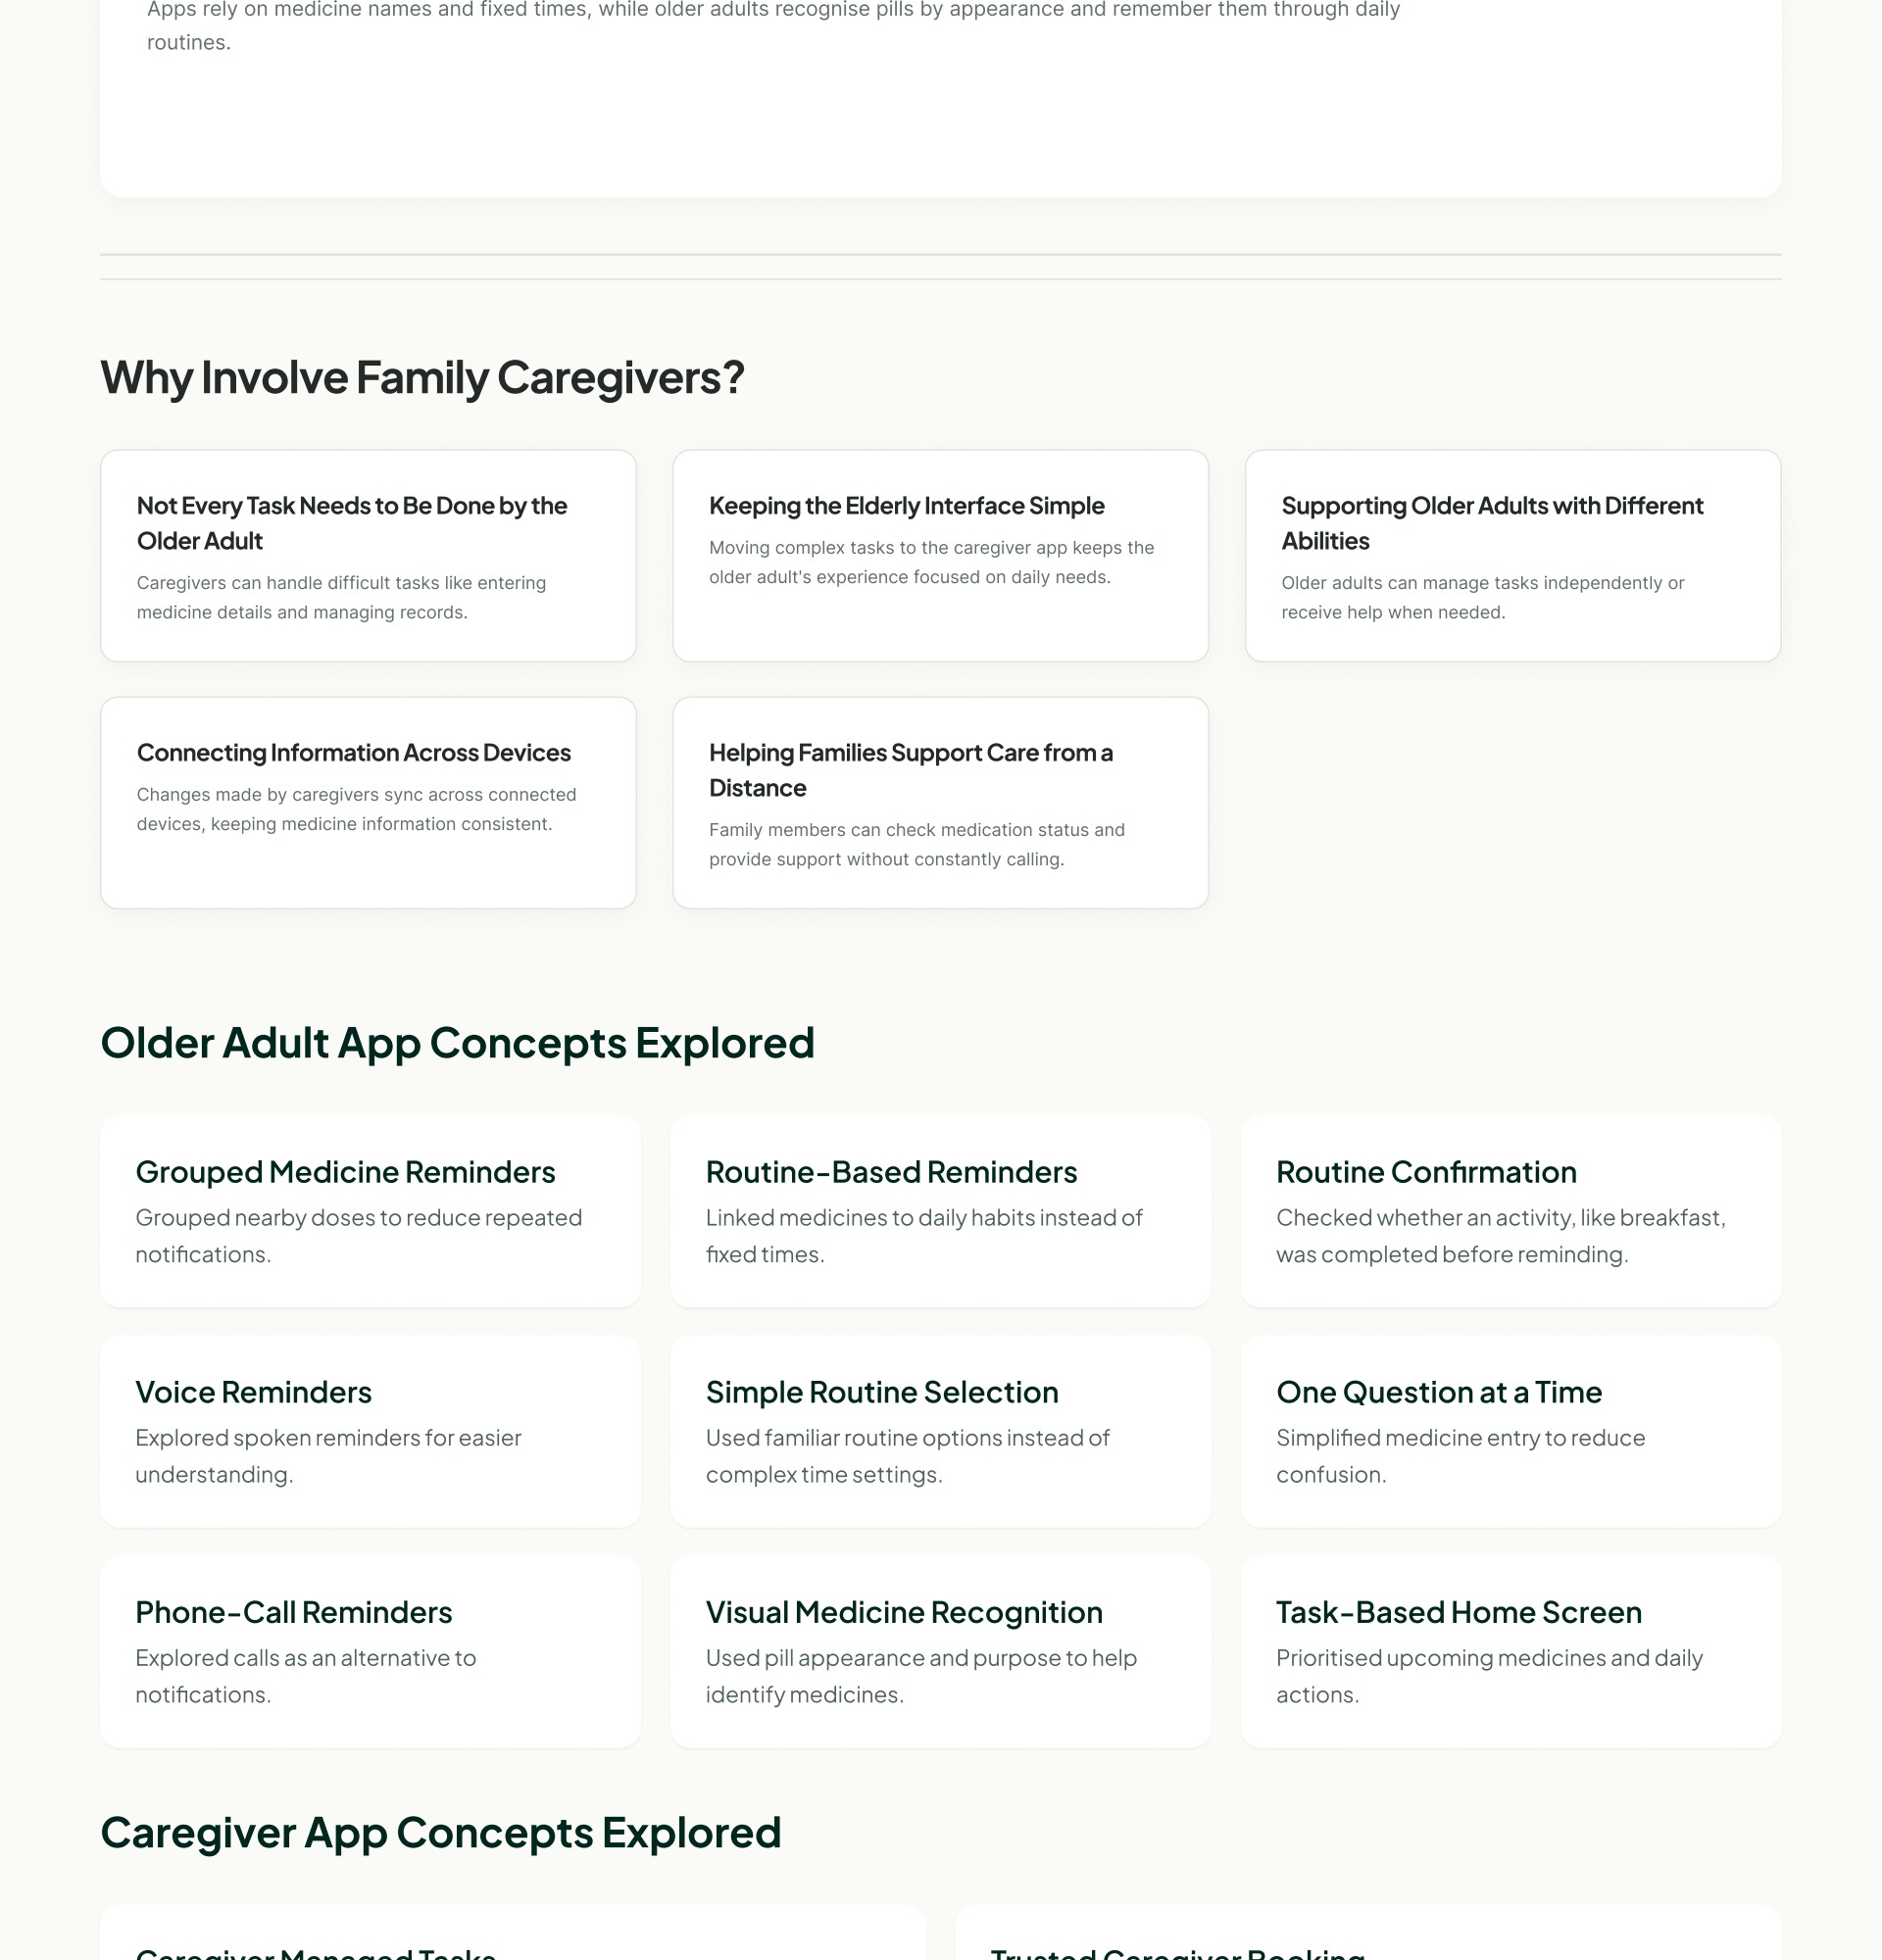 Apps rely on medicine names and fixed times, while older adults recognise pills by appearance and remember them through daily
routines.
Why Involve Family Caregivers?
Not Every Task Needs to Be Done by the
Older Adult
Caregivers can handle difficult tasks like entering
medicine details and managing records.
Keeping the Elderly Interface Simple
Moving complex tasks to the caregiver app keeps the
older adult's experience focused on daily needs.
Supporting Older Adults with Different
Abilities
Older adults can manage tasks independently or
receive help when needed.
Connecting Information Across Devices
Changes made by caregivers sync across connected
devices, keeping medicine information consistent.
Helping Families Support Care from a
Distance
Family members can check medication status and
provide support without constantly calling.
Older Adult App Concepts Explored
Grouped Medicine Reminders
Grouped nearby doses to reduce repeated
notifications.
Routine-Based Reminders
Linked medicines to daily habits instead of
fixed times.
Routine Confirmation
Checked whether an activity, like breakfast,
was completed before reminding.
Voice Reminders
Explored spoken reminders for easier
understanding.
Simple Routine Selection
Used familiar routine options instead of
complex time settings.
One Question at a Time
Simplified medicine entry to reduce
confusion.
Phone-Call Reminders
Explored calls as an alternative to
notifications.
Visual Medicine Recognition
Used pill appearance and purpose to help
identify medicines.
Task-Based Home Screen
Prioritised upcoming medicines and daily
actions.
Caregiver App Concepts Explored
Caregiver Managed Tasks
Trusted Caregiver Booking